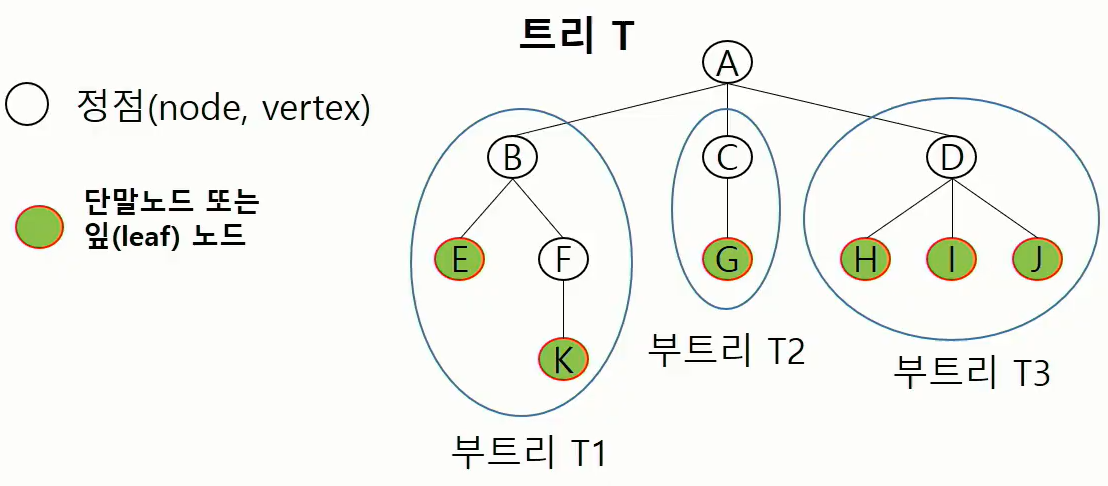 트리 T
정점(node, vertex)
단말노드 또는
잎(leaf) 노드
A
B
C
D
E
F
G
H
I
J
K
부트리 T1
부트리 T2
부트리 T3